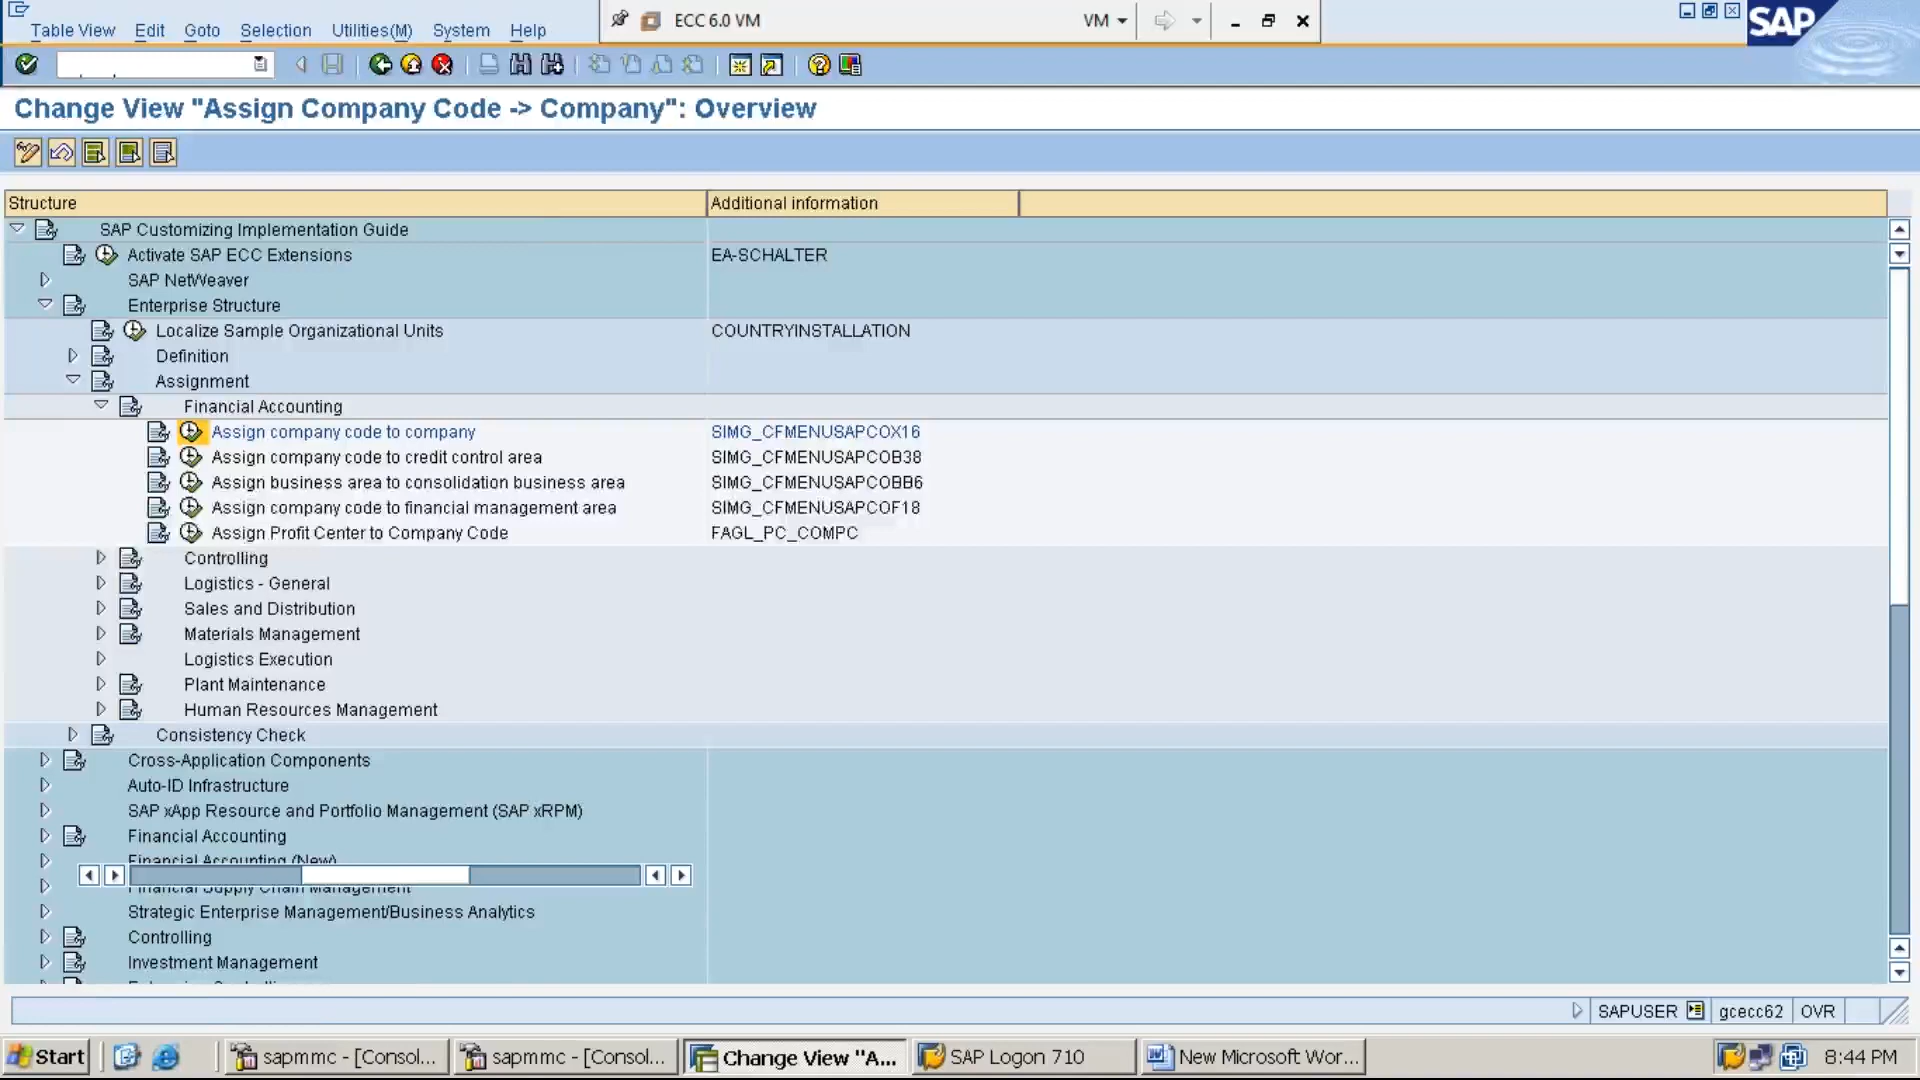 ECC 6.0 VM
VM
Table View Edit Goto Selection Utilities(M) System Help
SAP
Change View "Assign Company Code -> Company": Overview
Structure Additional information
SAP Customizing Implementation Guide
Activate SAP ECC Extensions EA-SCHALTER
SAP NetWeaver
Enterprise Structure
Localize Sample Organizational Units COUNTRYINSTALLATION
Definition
Assignment
Financial Accounting
Assign company code to company SIMG_CFMENUSAPCOX16
Assign company code to credit control area SIMG_CFMENUSAPCOB38
Assign business area to consolidation business area SIMG_CFMENUSAPCOBB6
Assign company code to financial management area SIMG_CFMENUSAPCOF18
Assign Profit Center to Company Code FAGL_PC_COMPC
Controlling
Logistics - General
Sales and Distribution
Materials Management
Logistics Execution
Plant Maintenance
Human Resources Management
Consistency Check
Cross-Application Components
Auto-ID Infrastructure
SAP xApp Resource and Portfolio Management (SAP xRPM)
Financial Accounting
Financial Accounting (New)
Financial Supply Chain Management
Strategic Enterprise Management/Business Analytics
Controlling
Investment Management
SAPUSER gcecc62 OVR
Start sapmmc - [Consol... sapmmc - [Consol... Change View "A... SAP Logon 710 New Microsoft Wor... 8:44 PM